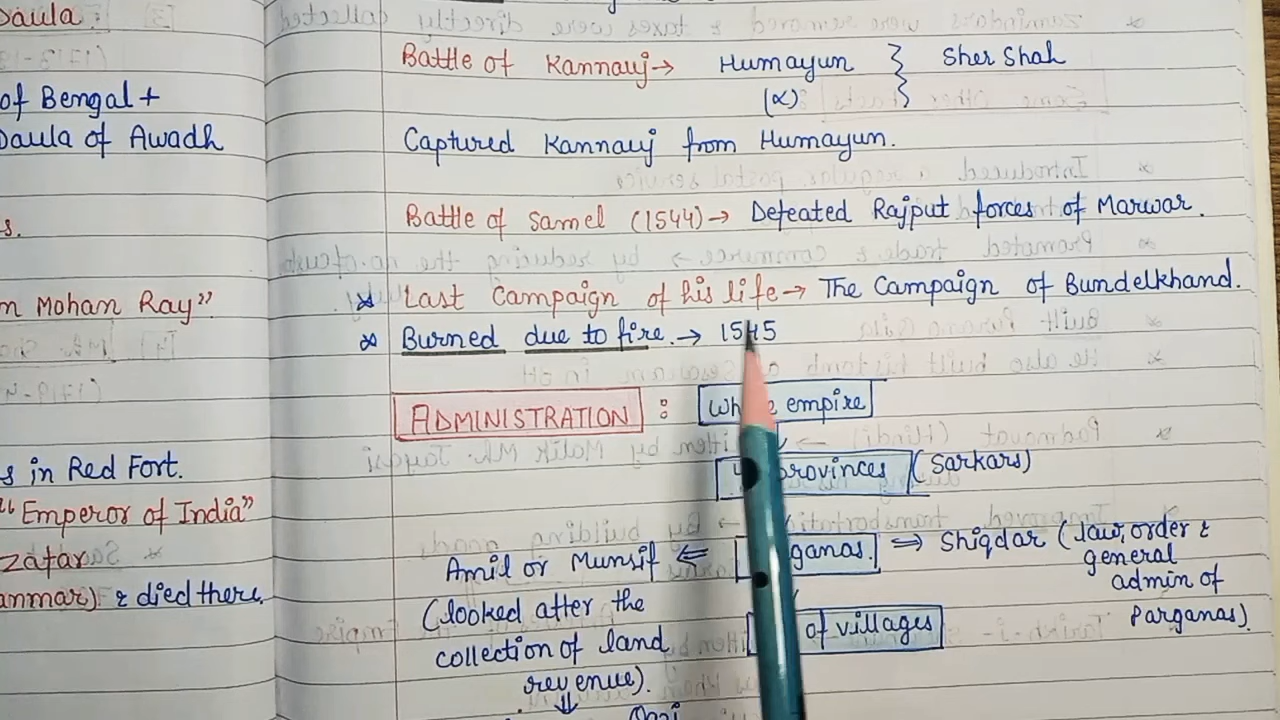 Daula
of Bengal +
Daula of Awadh
s.
n Mohan Ray"
s in Red Fort.
"Emperor of India"
Zafar
anmar) & died there.
Battle of Kannauj → Humayun } Sher Shah
(α)
Captured Kannauj from Humayun.
Battle of Samel (1544) → Defeated Rajput forces of Marwar.
* Last Campaign of his life → The Campaign of Bundelkhand.
* Burned due to fire. → 1545
ADMINISTRATION : Whole empire
provinces (Sarkars)
Amil or Munsif ⇐ ganas. ⇒ Shiqdar (law, order &
general
admin of
Parganas).
(looked after the
collection of land
revenue).
⇓
of villages